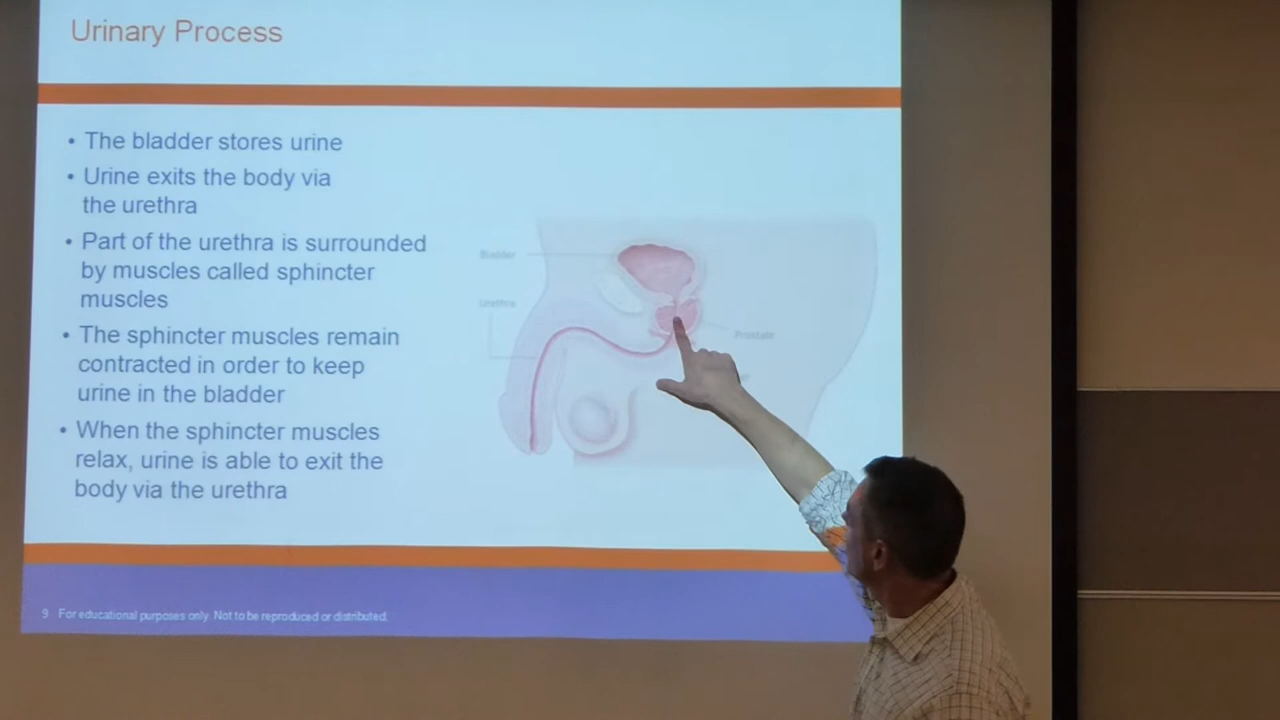 Urinary Process
• The bladder stores urine
• Urine exits the body via
the urethra
• Part of the urethra is surrounded
by muscles called sphincter
muscles
• The sphincter muscles remain
contracted in order to keep
urine in the bladder
• When the sphincter muscles
relax, urine is able to exit the
body via the urethra
Bladder
Urethra
Prostate
9 For educational purposes only. Not to be reproduced or distributed.